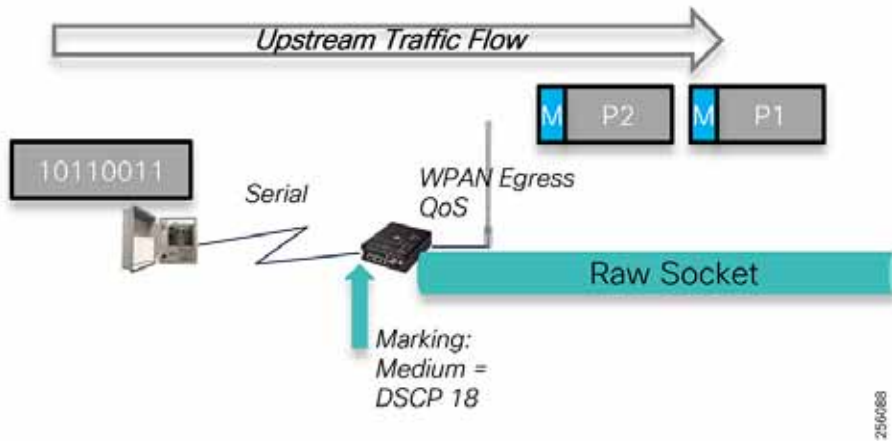 Upstream Traffic Flow
M P2 M P1
10110011
Serial
WPAN Egress
QoS
Raw Socket
Marking:
Medium =
DSCP 18
256088